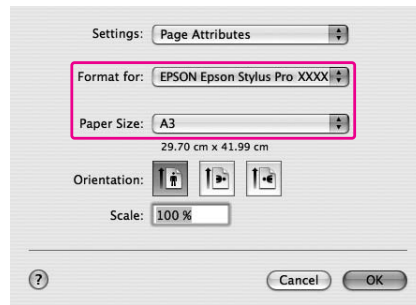 Settings: Page Attributes
Format for: EPSON Epson Stylus Pro XXXX
Paper Size: A3
29.70 cm x 41.99 cm
Orientation:
Scale: 100 %
? Cancel OK